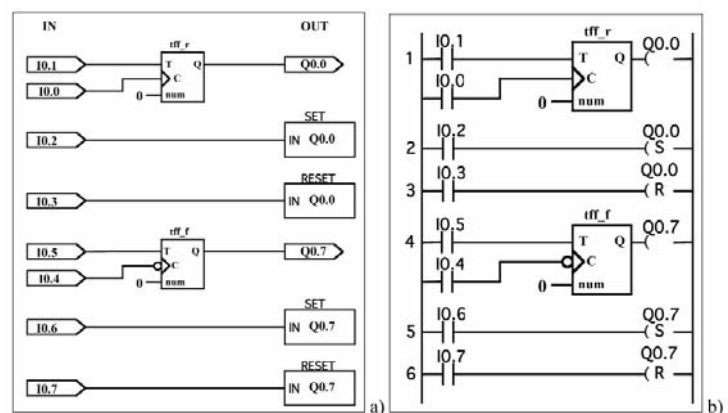 IN OUT
tff_r
I0.1 T Q Q0.0
I0.0 C
0 num
SET
I0.2 IN Q0.0
RESET
I0.3 IN Q0.0
tff_f
I0.5 T Q Q0.7
I0.4 C
0 num
SET
I0.6 IN Q0.7
RESET
I0.7 IN Q0.7
a)
tff_r
I0.1 Q0.0
1 T Q
I0.0 C
0 num
I0.2 Q0.0
2 S
I0.3 Q0.0
3 R
tff_f
I0.5 Q0.7
4 T Q
I0.4 C
0 num
I0.6 Q0.7
5 S
I0.7 Q0.7
6 R
b)